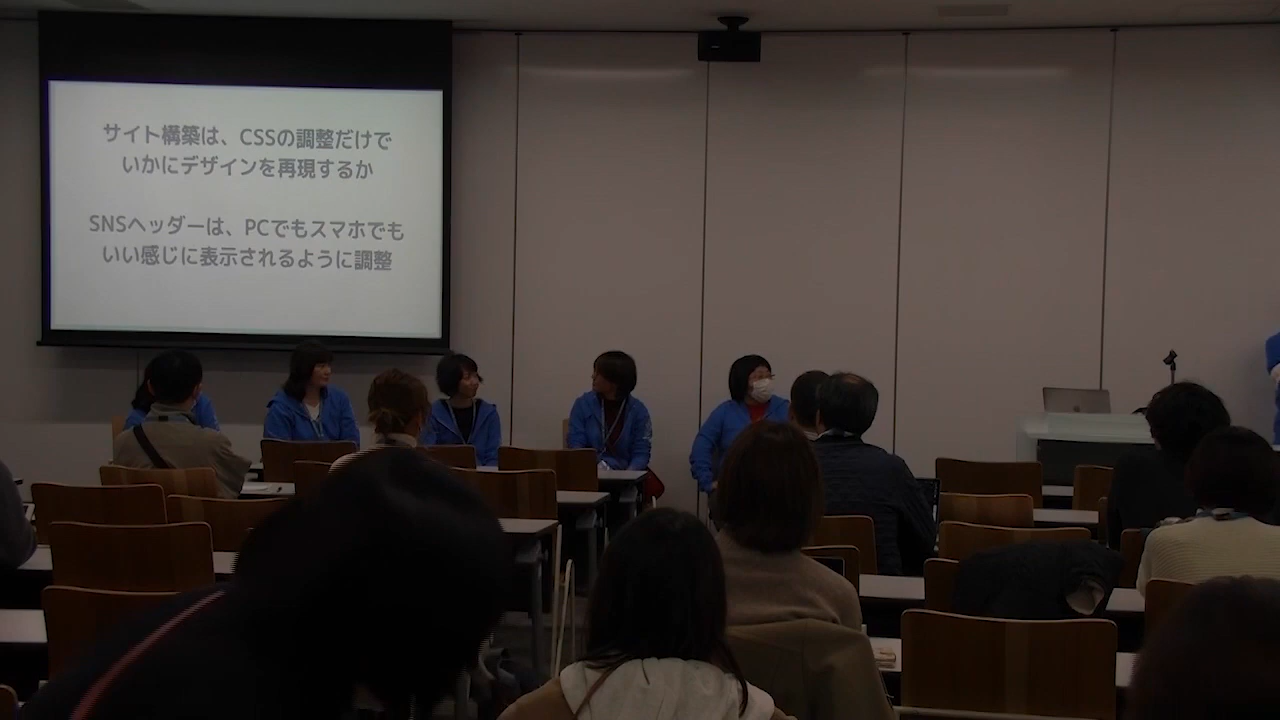 サイト構築は、CSSの調整だけで
いかにデザインを再現するか
SNSヘッダーは、PCでもスマホでも
いい感じに表示されるように調整